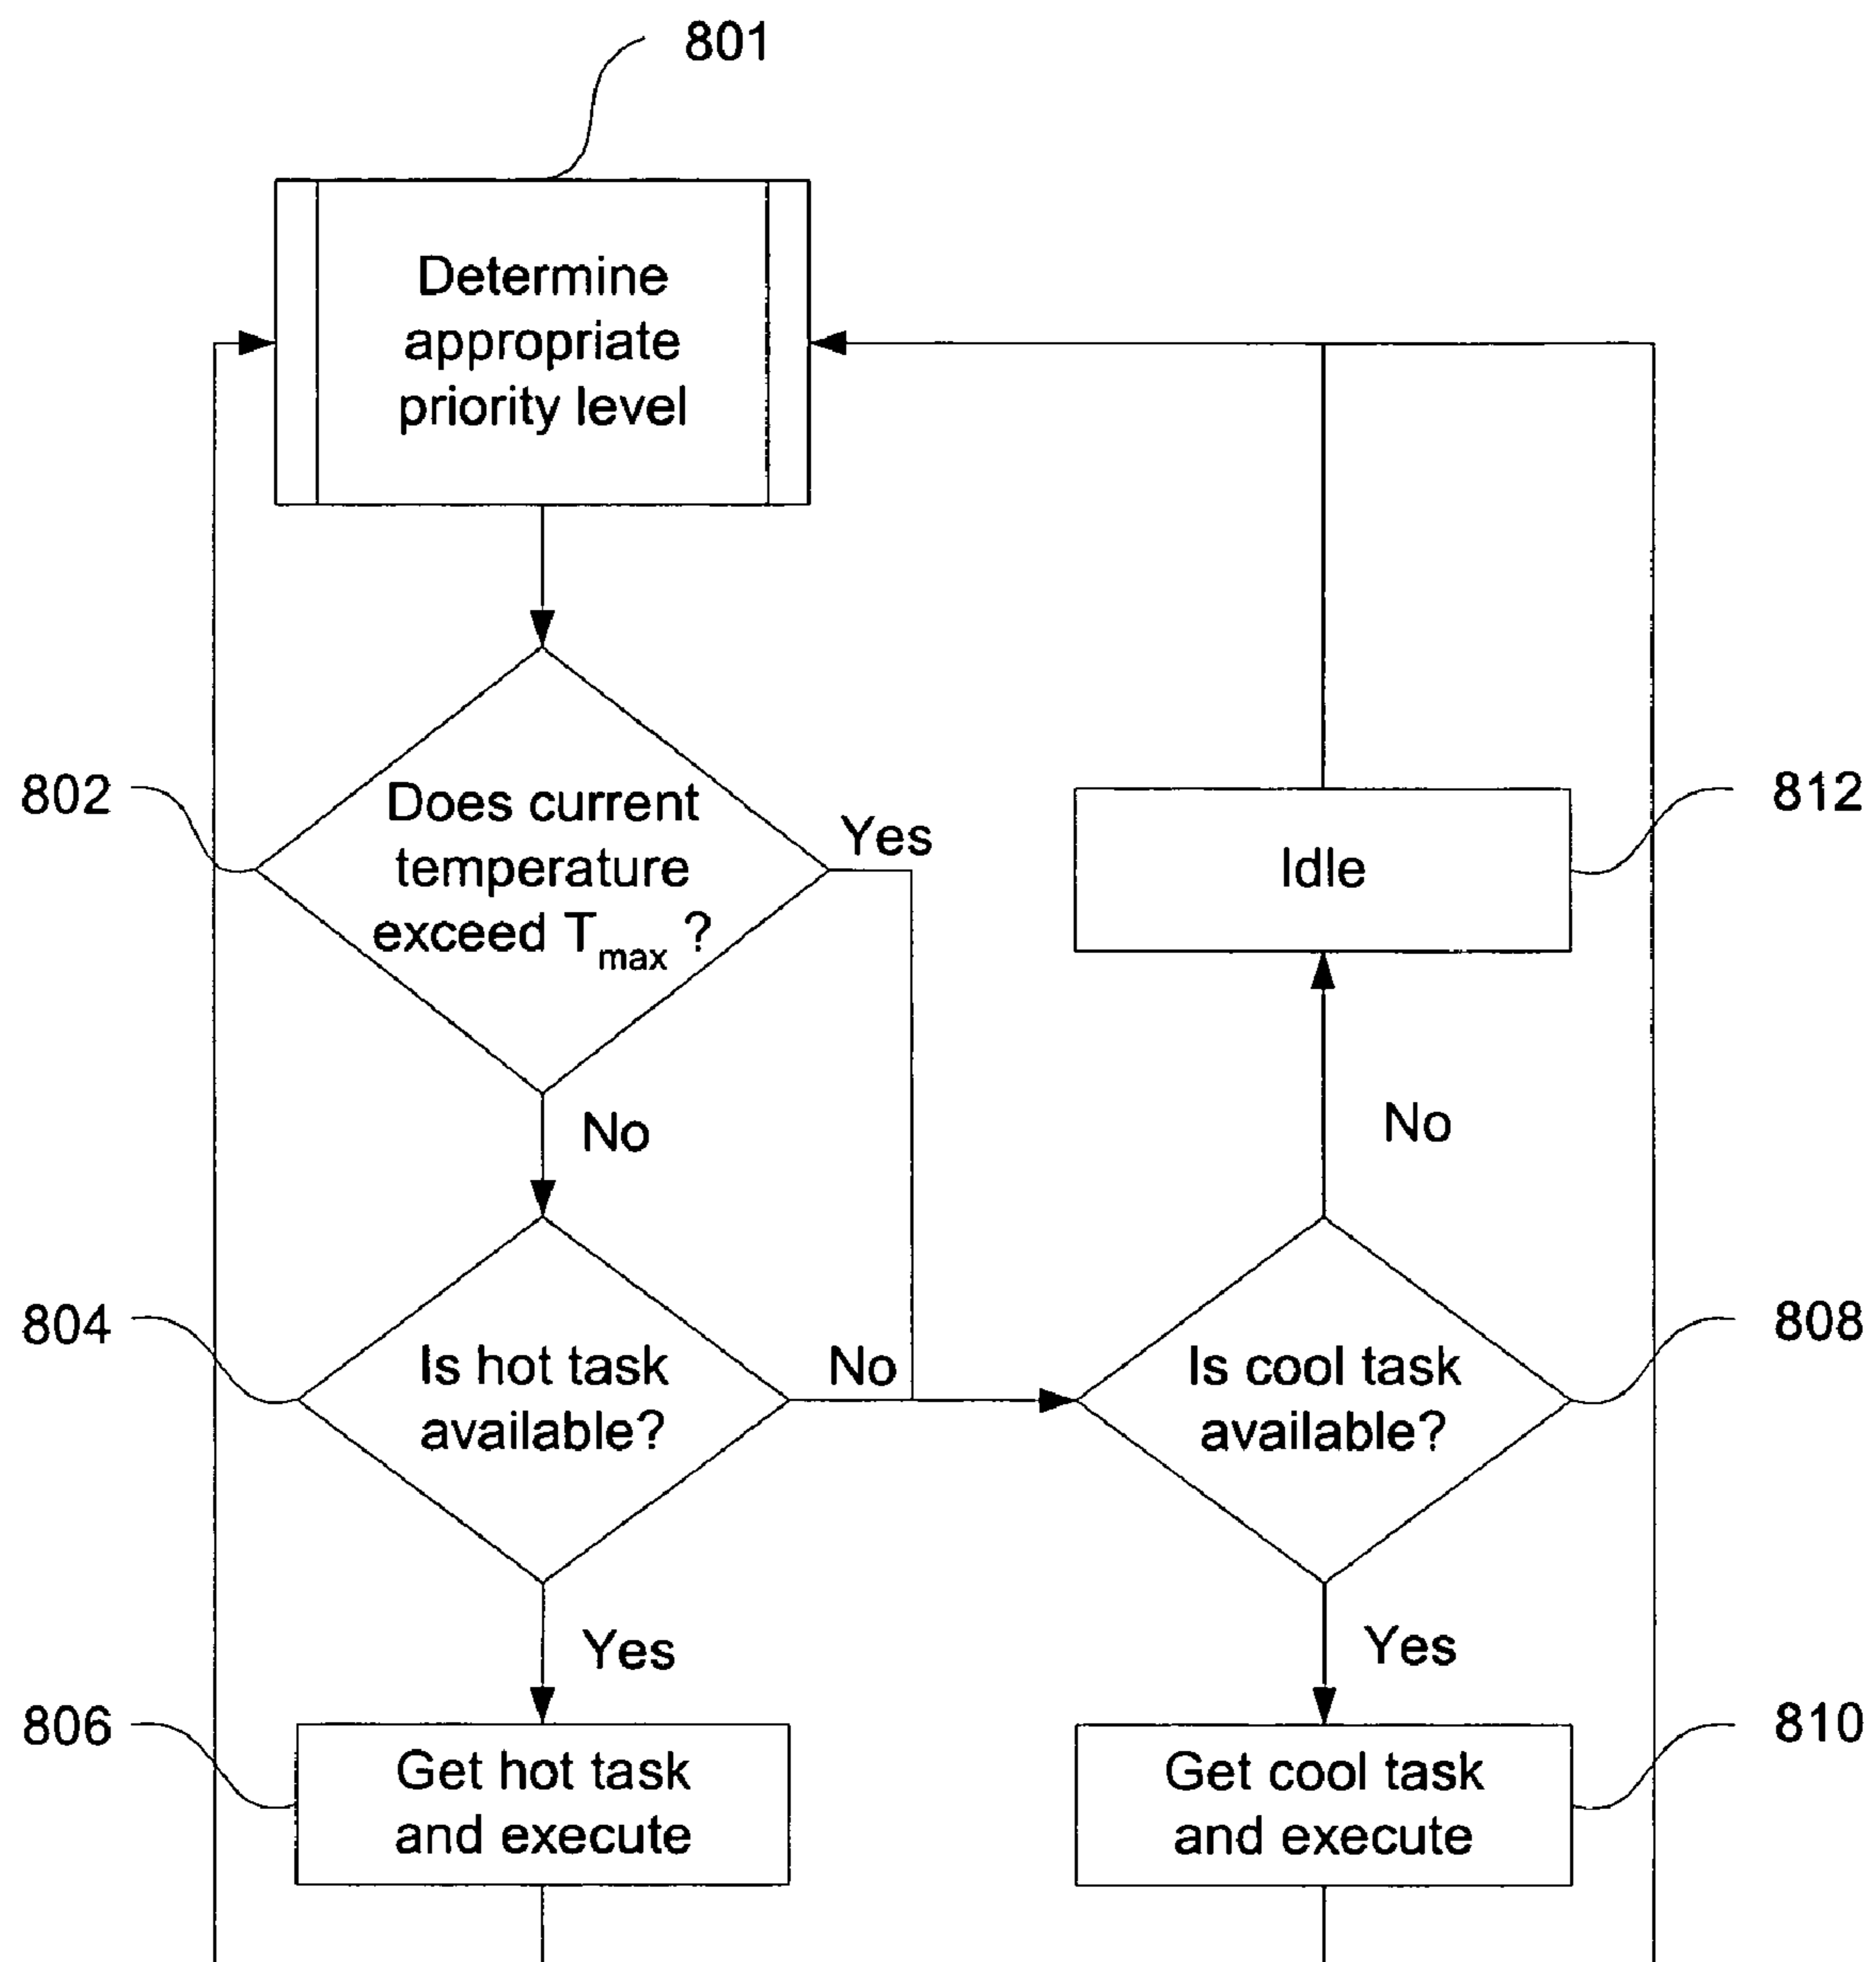 801
Determine
appropriate
priority level
802
Does current
temperature
exceed Tmax ?
Yes
812
Idle
No
No
804
Is hot task
available?
No
Is cool task
available?
808
Yes
Yes
806
Get hot task
and execute
Get cool task
and execute
810